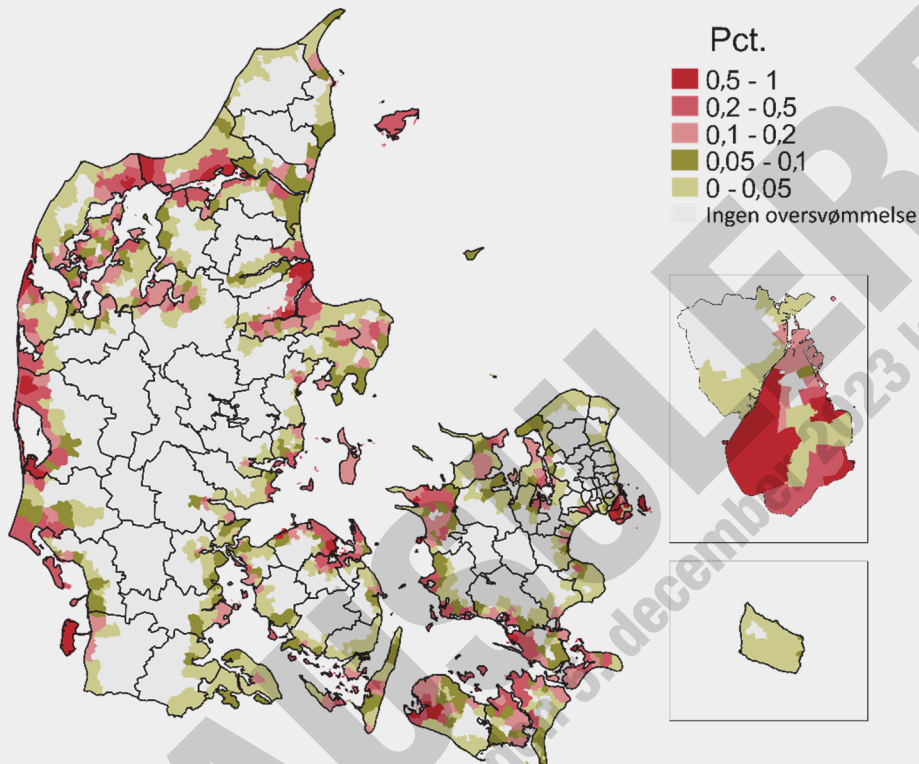 Pct.
0,5 - 1
0,2 - 0,5
0,1 - 0,2
0,05 - 0,1
0 - 0,05
Ingen oversvømmelse
december 2023